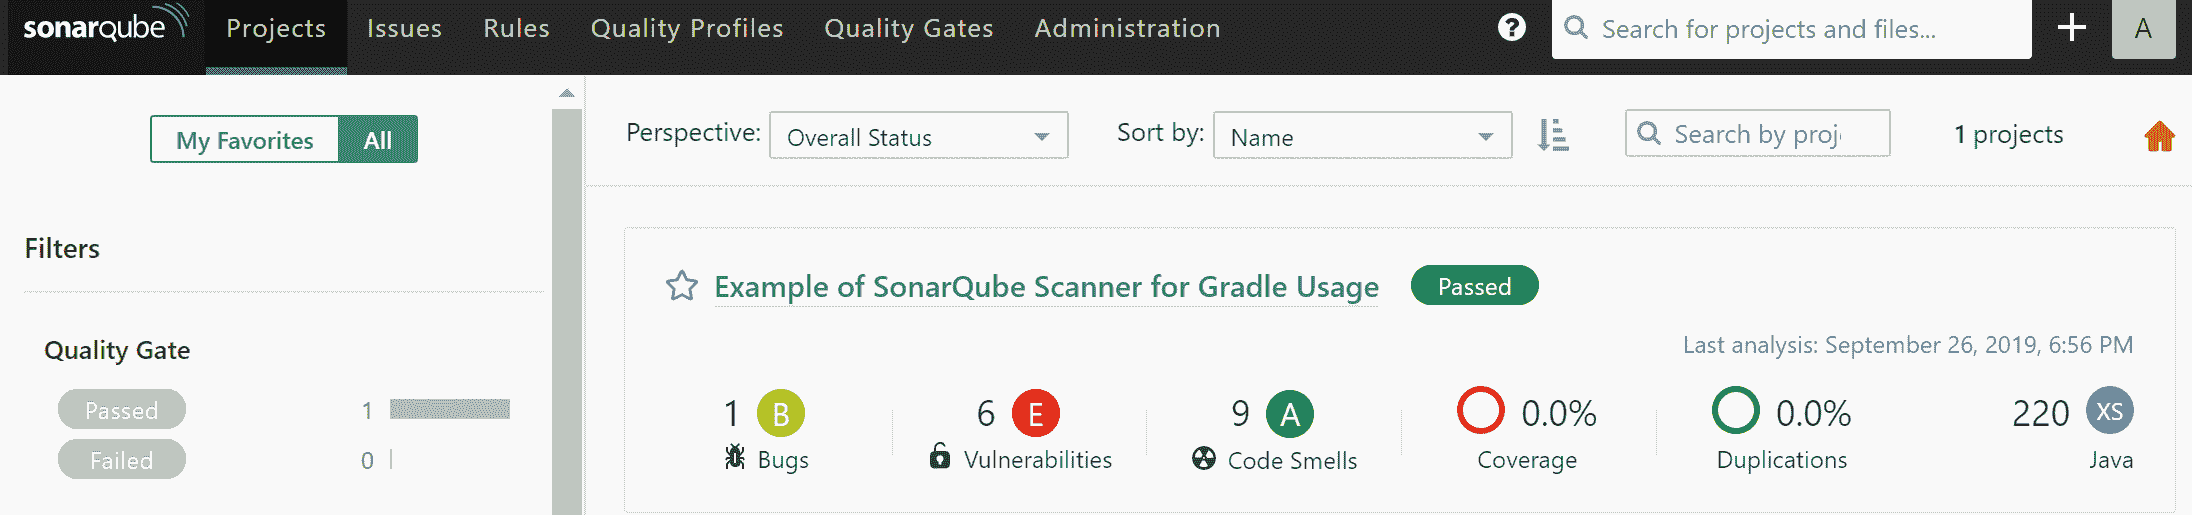 sonarqube Projects Issues Rules Quality Profiles Quality Gates Administration ? Search for projects and files... + A
My Favorites All
Perspective: Overall Status Sort by: Name Search by proj 1 projects
Filters
Example of SonarQube Scanner for Gradle Usage Passed
Last analysis: September 26, 2019, 6:56 PM
Quality Gate
Passed 1
Failed 0
1 B 6 E 9 A 0.0% 0.0% 220 XS
Bugs Vulnerabilities Code Smells Coverage Duplications Java